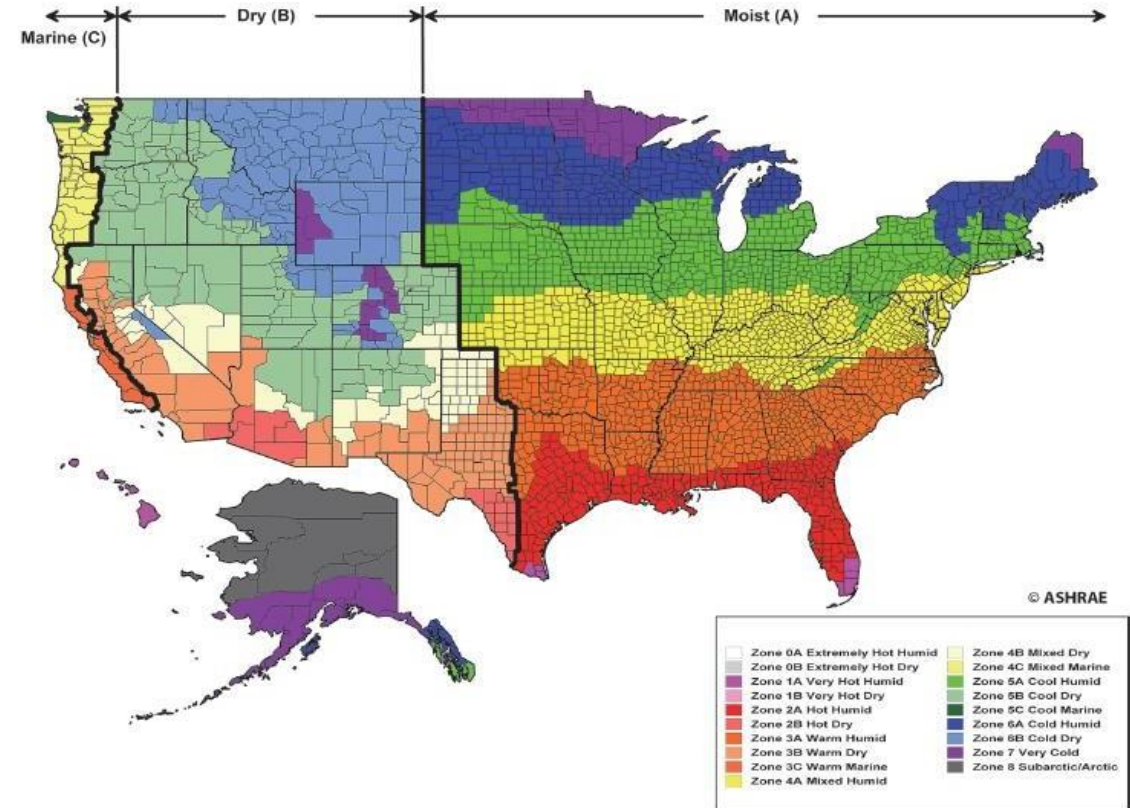 Marine (C)
Dry (B)
Moist (A)
© ASHRAE
Zone 0A Extremely Hot Humid
Zone 0B Extremely Hot Dry
Zone 1A Very Hot Humid
Zone 1B Very Hot Dry
Zone 2A Hot Humid
Zone 2B Hot Dry
Zone 3A Warm Humid
Zone 3B Warm Dry
Zone 3C Warm Marine
Zone 4A Mixed Humid
Zone 4B MIxed Dry
Zone 4C Mixed Marine
Zone 5A Cool Humid
Zone 5B Cool Dry
Zone 5C Cool Marine
Zone 6A Cold Humid
Zone 6B Cold Dry
Zone 7 Very Cold
Zone 8 Subarctic/Arctic